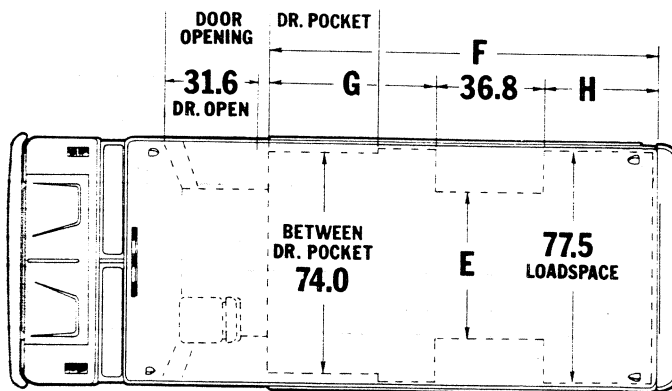 DOOR
OPENING
DR. POCKET
F
31.6
DR. OPEN
G
36.8
H
BETWEEN
DR. POCKET
74.0
E
77.5
LOADSPACE